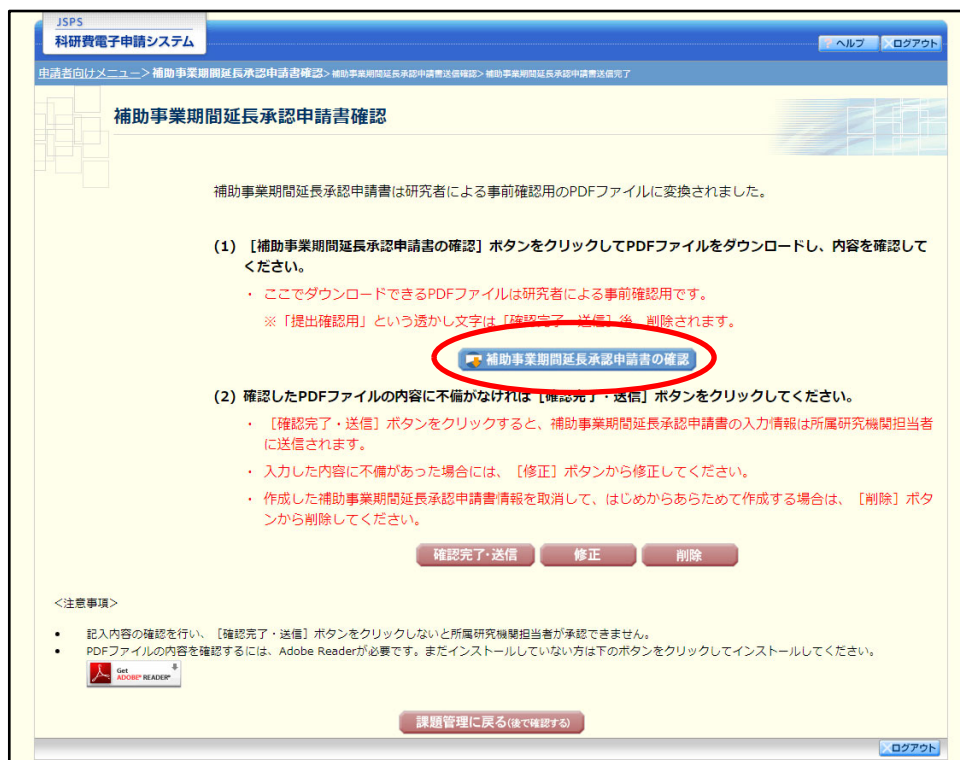 JSPS
科研費電子申請システム
? ヘルプ
ログアウト
申請者向けメニュー>補助事業期間延長承認申請書確認>補助事業期間延長承認申請書送信確認>補助事業期間延長承認申請書送信完了
補助事業期間延長承認申請書確認
補助事業期間延長承認申請書は研究者による事前確認用のPDFファイルに変換されました。
(1) [補助事業期間延長承認申請書の確認] ボタンをクリックしてPDFファイルをダウンロードし、内容を確認して
ください。
・ ここでダウンロードできるPDFファイルは研究者による事前確認用です。
※「提出確認用」という透かし文字は [確認完了・送信] 後、削除されます。
補助事業期間延長承認申請書の確認
(2) 確認したPDFファイルの内容に不備がなければ [確認完了・送信] ボタンをクリックしてください。
・ [確認完了・送信] ボタンをクリックすると、補助事業期間延長承認申請書の入力情報は所属研究機関担当者
に送信されます。
・ 入力した内容に不備があった場合には、[修正] ボタンから修正してください。
・ 作成した補助事業期間延長承認申請書情報を取消して、はじめからあらためて作成する場合は、[削除] ボタ
ンから削除してください。
確認完了・送信
修正
削除
<注意事項>
• 記入内容の確認を行い、[確認完了・送信] ボタンをクリックしないと所属研究機関担当者が承認できません。
• PDFファイルの内容を確認するには、Adobe Readerが必要です。まだインストールしていない方は下のボタンをクリックしてインストールしてください。
Get
ADOBE® READER®
課題管理に戻る(後で確認する)
ログアウト